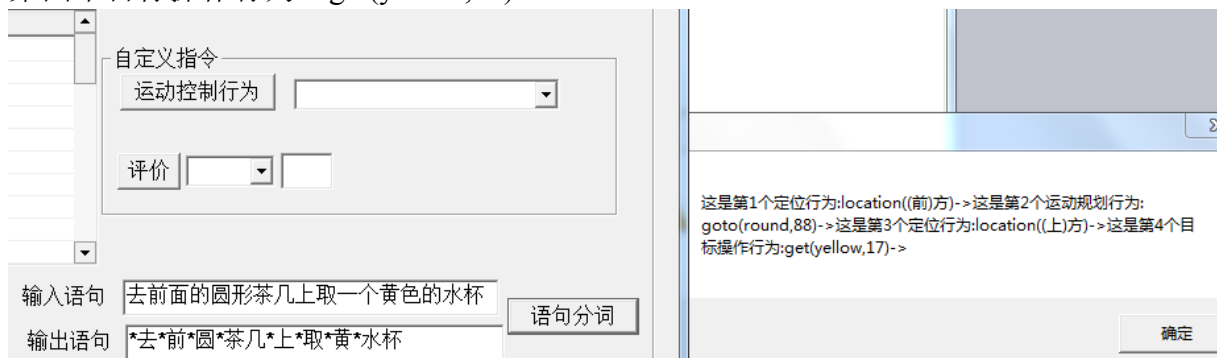 自定义指令
运动控制行为
评价
这是第1个定位行为:location((前)方)->这是第2个运动规划行为:
goto(round,88)->这是第3个定位行为:location((上)方)->这是第4个目
标操作行为:get(yellow,17)->
输入语句 去前面的圆形茶几上取一个黄色的水杯
语句分词
输出语句 *去*前*圆*茶几*上*取*黄*水杯
确定